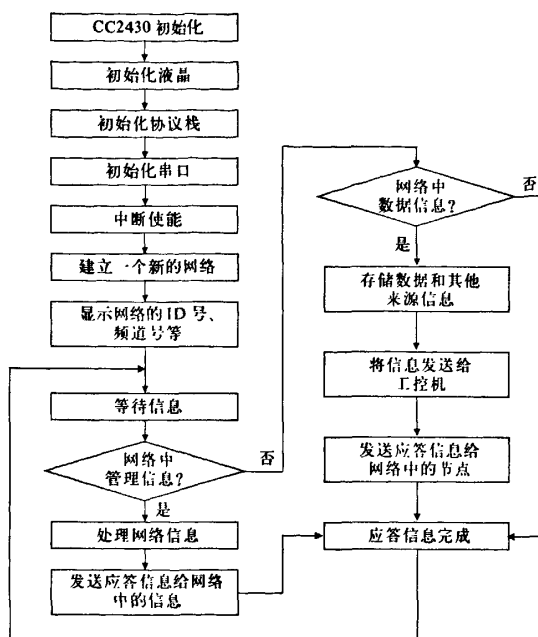 CC2430 初始化
初始化液晶
初始化协议栈
初始化串口
中断使能
建立一个新的网络
显示网络的ID号、
频道号等
等待信息
网络中
管理信息?
否
是
处理网络信息
发送应答信息给网络
中的信息
网络中
数据信息?
否
是
存储数据和其他
来源信息
将信息发送给
工控机
发送应答信息给
网络中的节点
应答信息完成